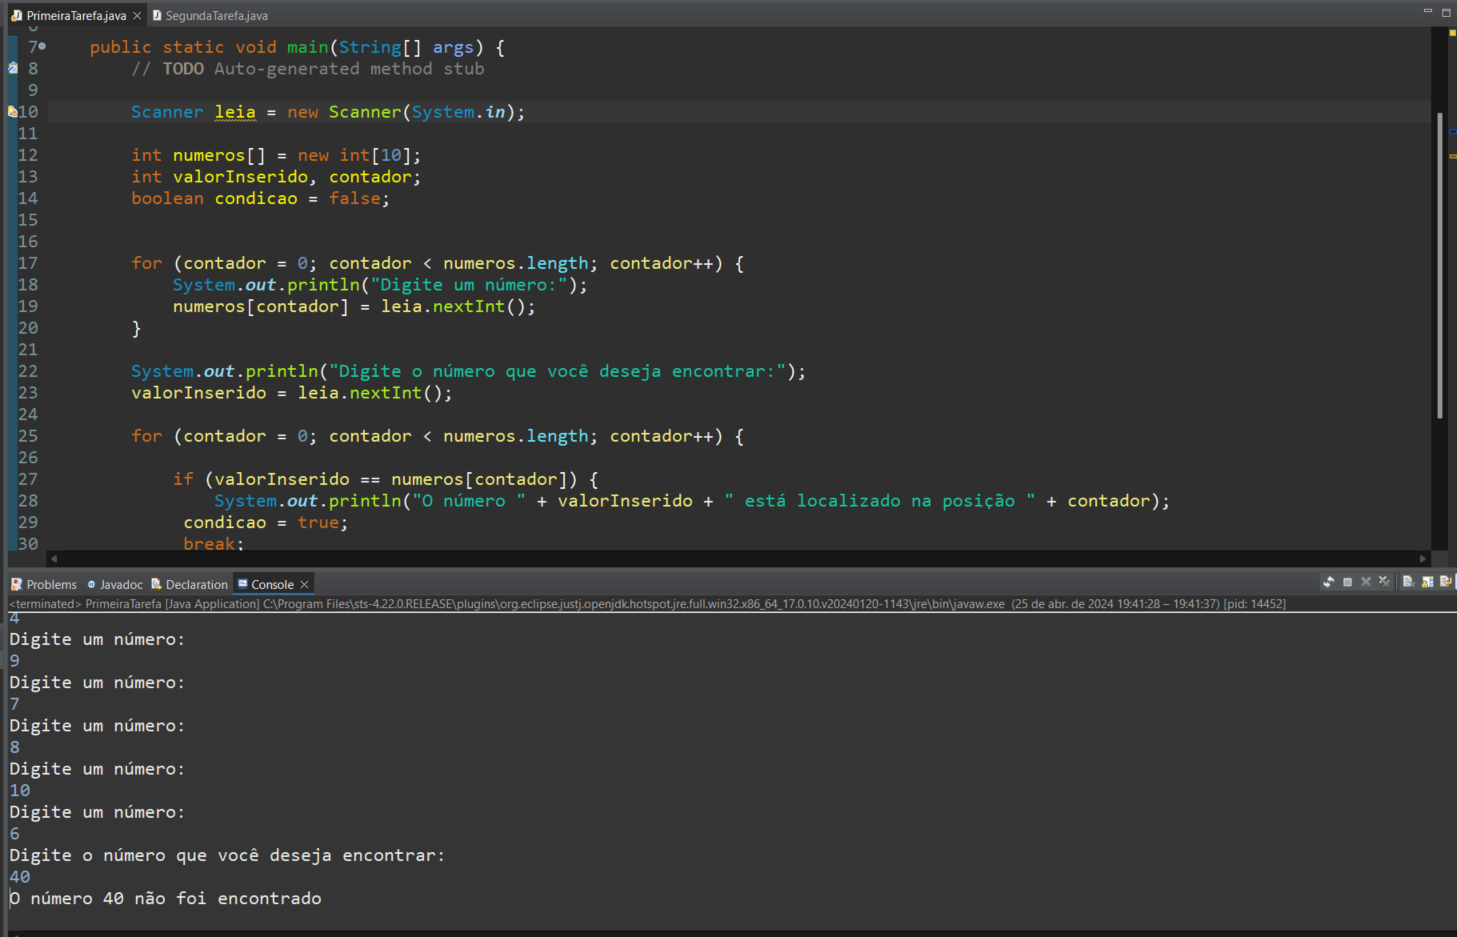 PrimeiraTarefa.java SegundaTarefa.java
7 public static void main(String[] args) {
8 // TODO Auto-generated method stub
9
10 Scanner leia = new Scanner(System.in);
11
12 int numeros[] = new int[10];
13 int valorInserido, contador;
14 boolean condicao = false;
15
16
17 for (contador = 0; contador < numeros.length; contador++) {
18 System.out.println("Digite um número:");
19 numeros[contador] = leia.nextInt();
20 }
21
22 System.out.println("Digite o número que você deseja encontrar:");
23 valorInserido = leia.nextInt();
24
25 for (contador = 0; contador < numeros.length; contador++) {
26
27 if (valorInserido == numeros[contador]) {
28 System.out.println("O número " + valorInserido + " está localizado na posição " + contador);
29 condicao = true;
30 break;
Problems Javadoc Declaration Console
<terminated> PrimeiraTarefa [Java Application] C:\Program Files\sts-4.22.0.RELEASE\plugins\org.eclipse.justj.openjdk.hotspot.jre.full.win32.x86_64_17.0.10.v20240120-1143\jre\bin\javaw.exe (25 de abr. de 2024 19:41:28 – 19:41:37) [pid: 14452]
4
Digite um número:
9
Digite um número:
7
Digite um número:
8
Digite um número:
10
Digite um número:
6
Digite o número que você deseja encontrar:
40
O número 40 não foi encontrado